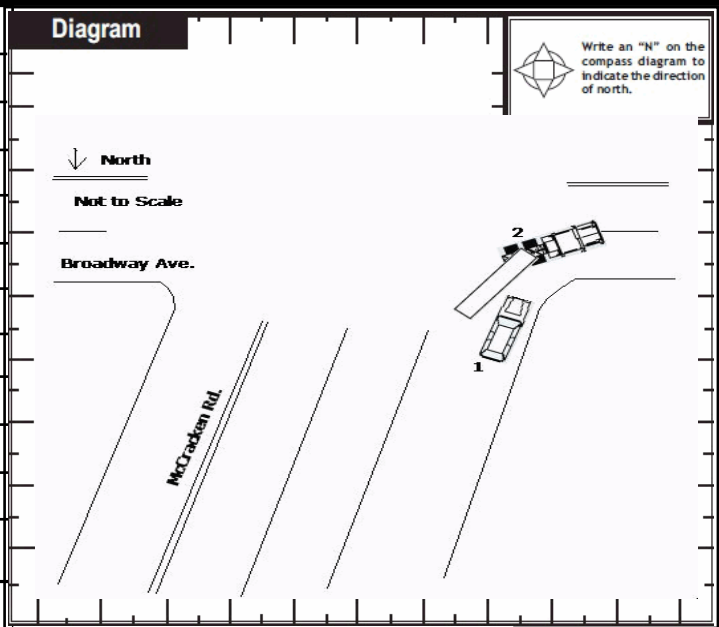 Diagram
Write an “N” on the
compass diagram to
indicate the direction
of north.
North
Not to Scale
2
Broadway Ave.
1
McCracken Rd.